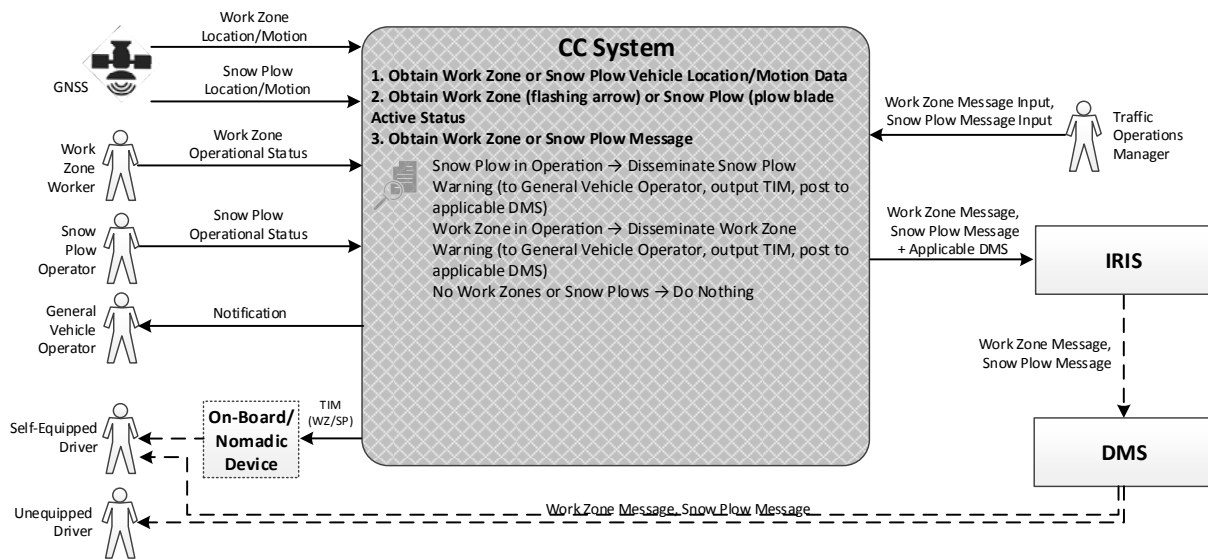 Work Zone
Location/Motion
GNSS
Snow Plow
Location/Motion
Work
Zone
Worker
Work Zone
Operational Status
Snow
Plow
Operator
Snow Plow
Operational Status
General
Vehicle
Operator
Notification
Self-Equipped
Driver
On-Board/
Nomadic
Device
TIM
(WZ/SP)
Unequipped
Driver
CC System
1. Obtain Work Zone or Snow Plow Vehicle Location/Motion Data
2. Obtain Work Zone (flashing arrow) or Snow Plow (plow blade
Active Status
3. Obtain Work Zone or Snow Plow Message
Snow Plow in Operation → Disseminate Snow Plow
Warning (to General Vehicle Operator, output TIM, post to
applicable DMS)
Work Zone in Operation → Disseminate Work Zone
Warning (to General Vehicle Operator, output TIM, post to
applicable DMS)
No Work Zones or Snow Plows → Do Nothing
Work Zone Message Input,
Snow Plow Message Input
Traffic
Operations
Manager
Work Zone Message,
Snow Plow Message
+ Applicable DMS
IRIS
Work Zone Message,
Snow Plow Message
DMS
Work Zone Message, Snow Plow Message